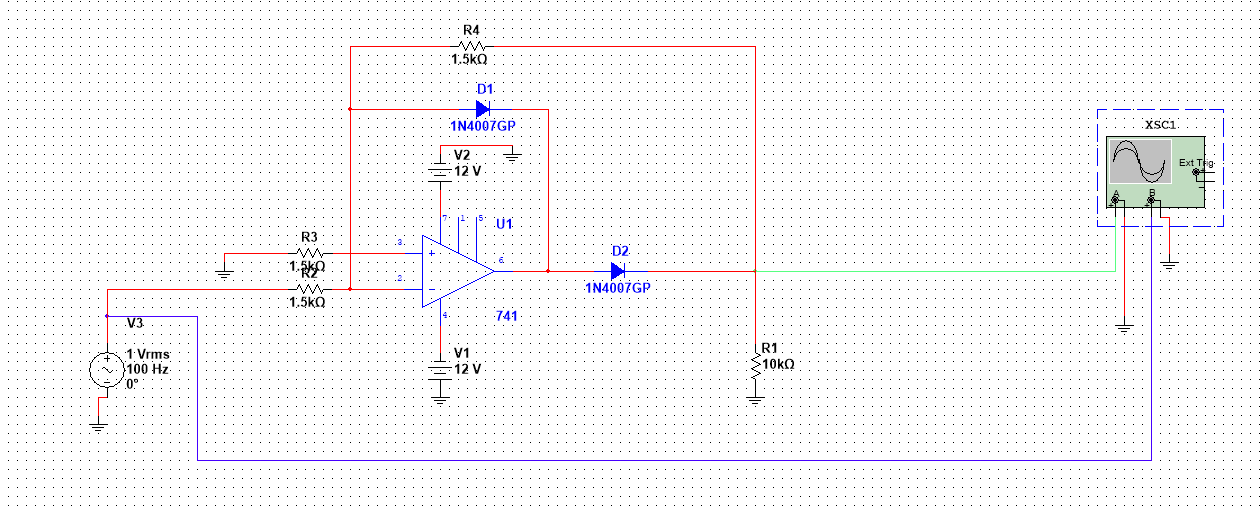 R4
1.5kΩ
D1
1N4007GP
V2
12 V
7
1
5
U1
XSC1
Ext Trig
+
A
B
+
+
R3
1.5kΩ
3
+
6
D2
1N4007GP
R2
1.5kΩ
2
−
4
741
V3
1 Vrms
100 Hz
0°
+
−
V1
12 V
R1
10kΩ